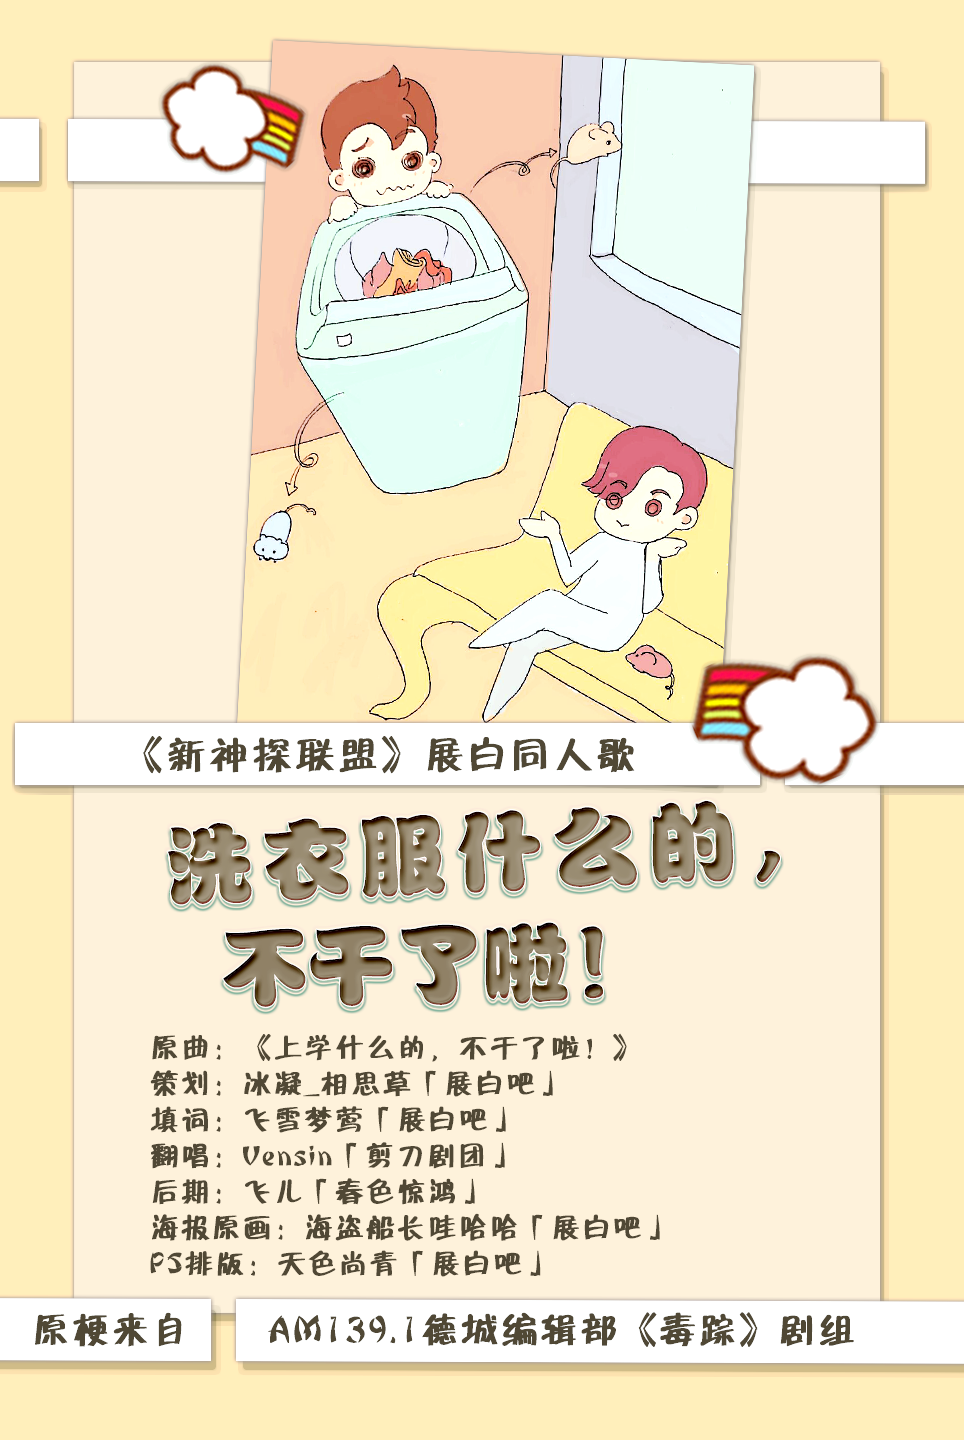 《新神探联盟》展白同人歌
洗衣服什么的，
不干了啦！
原曲：《上学什么的，不干了啦！》
策划：冰凝_相思草「展白吧」
填词：飞雪梦莺「展白吧」
翻唱：Vensin「剪刀剧团」
后期：飞儿「春色惊鸿」
海报原画：海盗船长哇哈哈「展白吧」
PS排版：天色尚青「展白吧」
原梗来自 AM139.1德城编辑部《毒踪》剧组